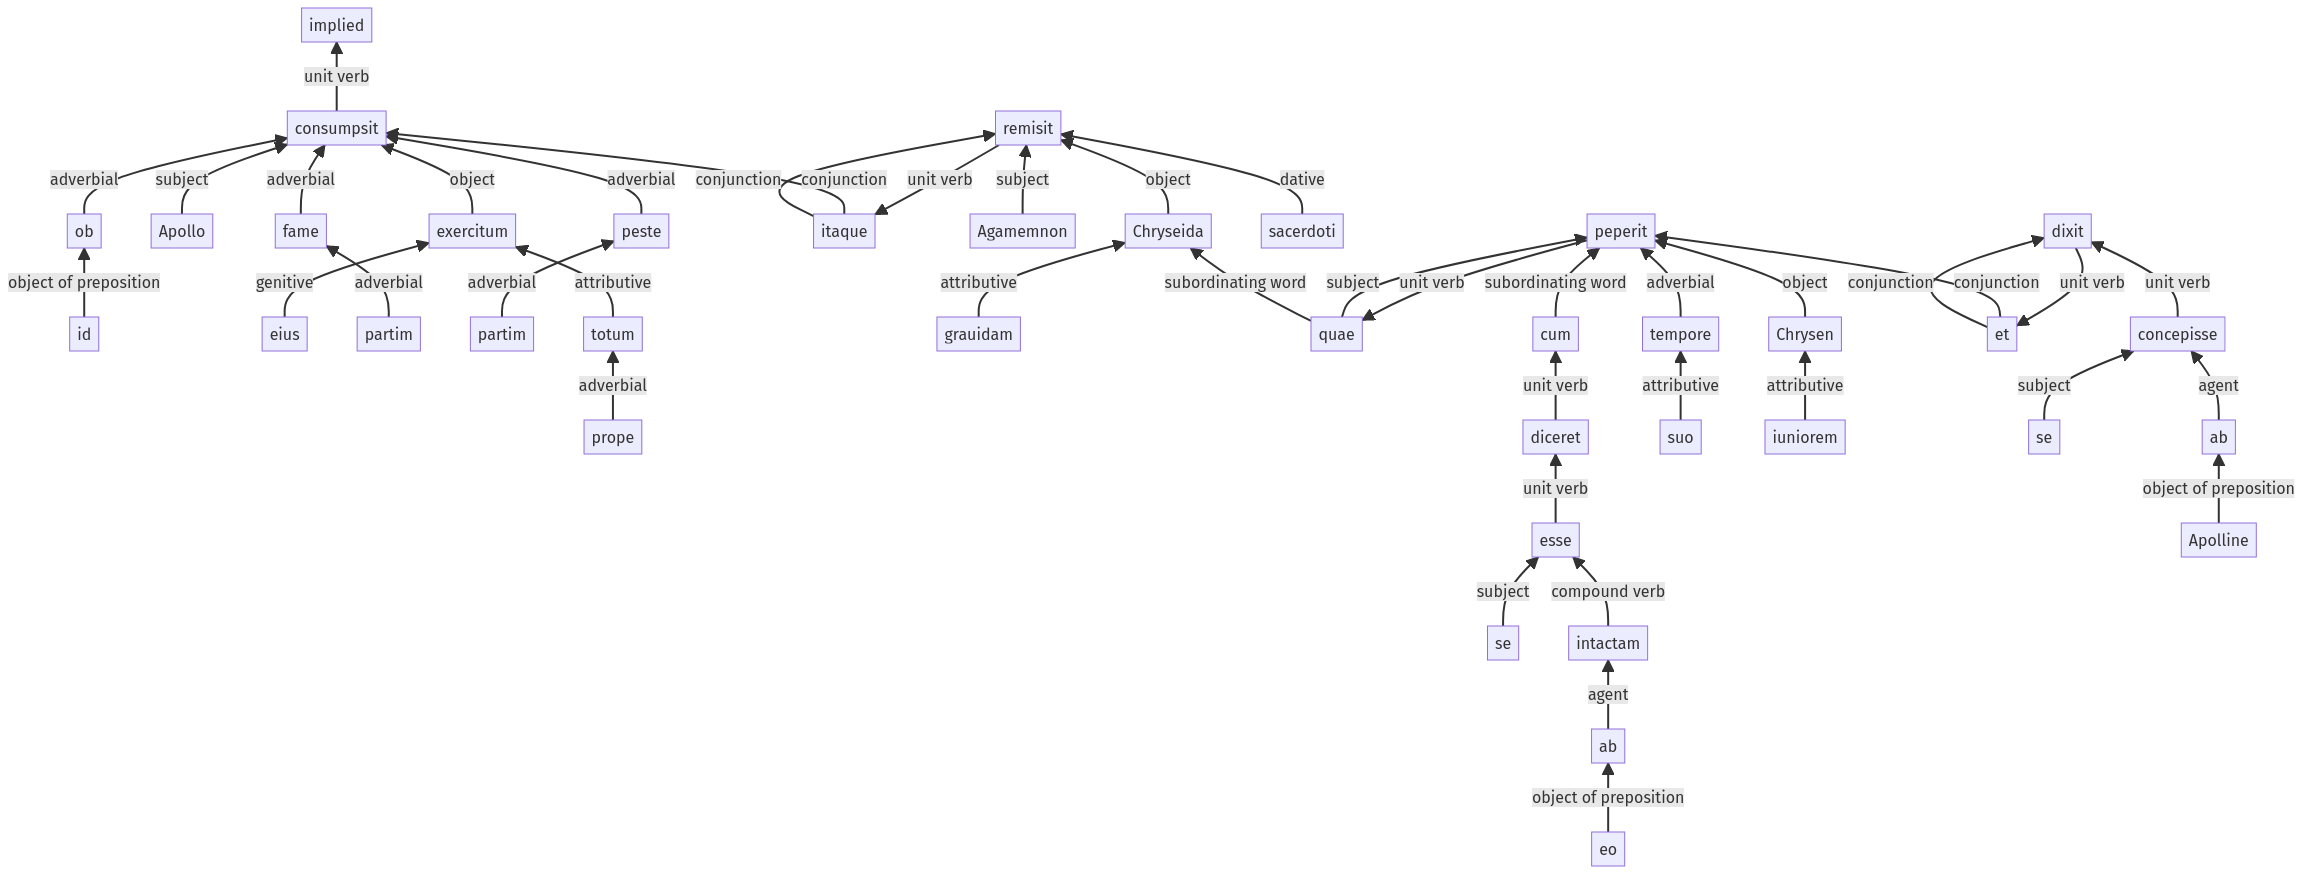 implied
unit verb
consumpsit
remisit
adverbial
subject
adverbial
object
adverbial
conjunction
conjunction
unit verb
subject
object
dative
ob
Apollo
fame
exercitum
peste
itaque
Agamemnon
Chryseida
sacerdoti
peperit
dixit
object of preposition
genitive
adverbial
adverbial
attributive
attributive
subordinating word
subject
unit verb
subordinating word
adverbial
object
conjunction
conjunction
unit verb
unit verb
id
eius
partim
partim
totum
grauidam
quae
cum
tempore
Chrysen
et
concepisse
adverbial
unit verb
attributive
attributive
subject
agent
prope
diceret
suo
iuniorem
se
ab
unit verb
object of preposition
esse
Apolline
subject
compound verb
se
intactam
agent
ab
object of preposition
eo